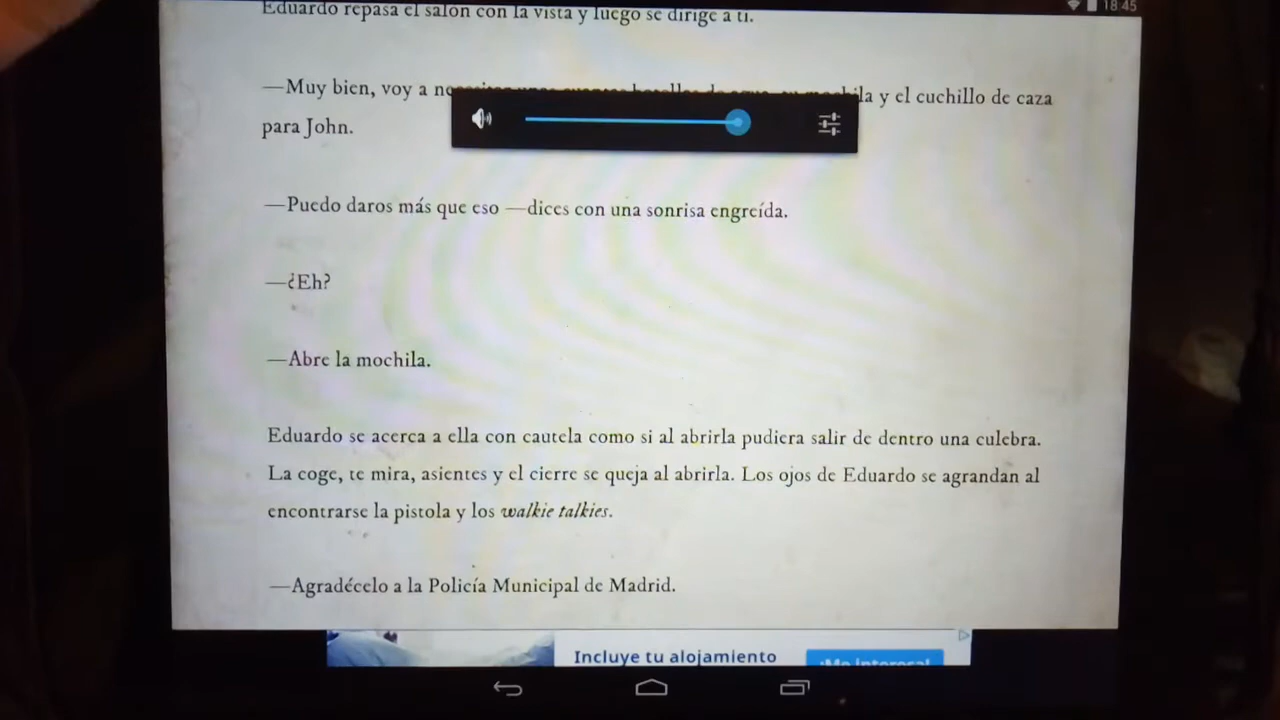 18:45
Eduardo repasa el salón con la vista y luego se dirige a ti.
—Muy bien, voy a la y el cuchillo de caza
para John.
—Puedo daros más que eso —dices con una sonrisa engreída.
—¿Eh?
—Abre la mochila.
Eduardo se acerca a ella con cautela como si al abrirla pudiera salir de dentro una culebra.
La coge, te mira, asientes y el cierre se queja al abrirla. Los ojos de Eduardo se agrandan al
encontrarse la pistola y los walkie talkies.
—Agradécelo a la Policía Municipal de Madrid.
Incluye tu alojamiento
¡Me interesa!